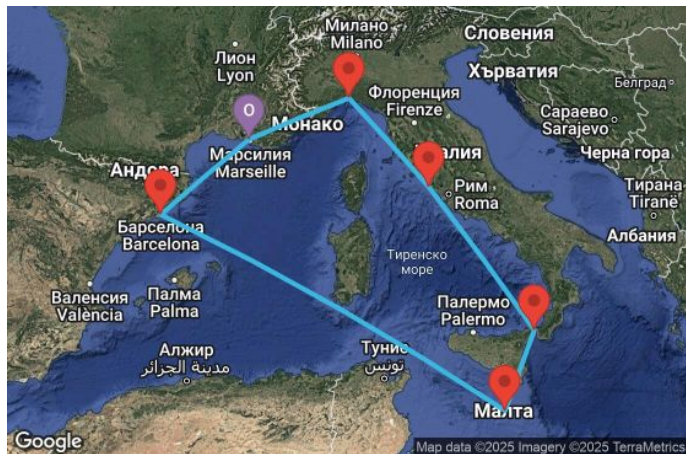 Милано
Milano
Словения
Лион
Lyon
Хърватия
Белград
Флоренция
Firenze
O
Монако
Сараево
Sarajevo
Марсилия
Marseille
Черна гора
Андора
Рим
Roma
Тирана
Tiranë
Барселона
Barcelona
Албания
Тиренско
море
Валенсия
València
Палма
Palma
Палермо
Palermo
Алжир
مدينة الجزائر
Тунис
تونس
Малта
Google
Map data ©2025 Imagery ©2025 TerraMetrics